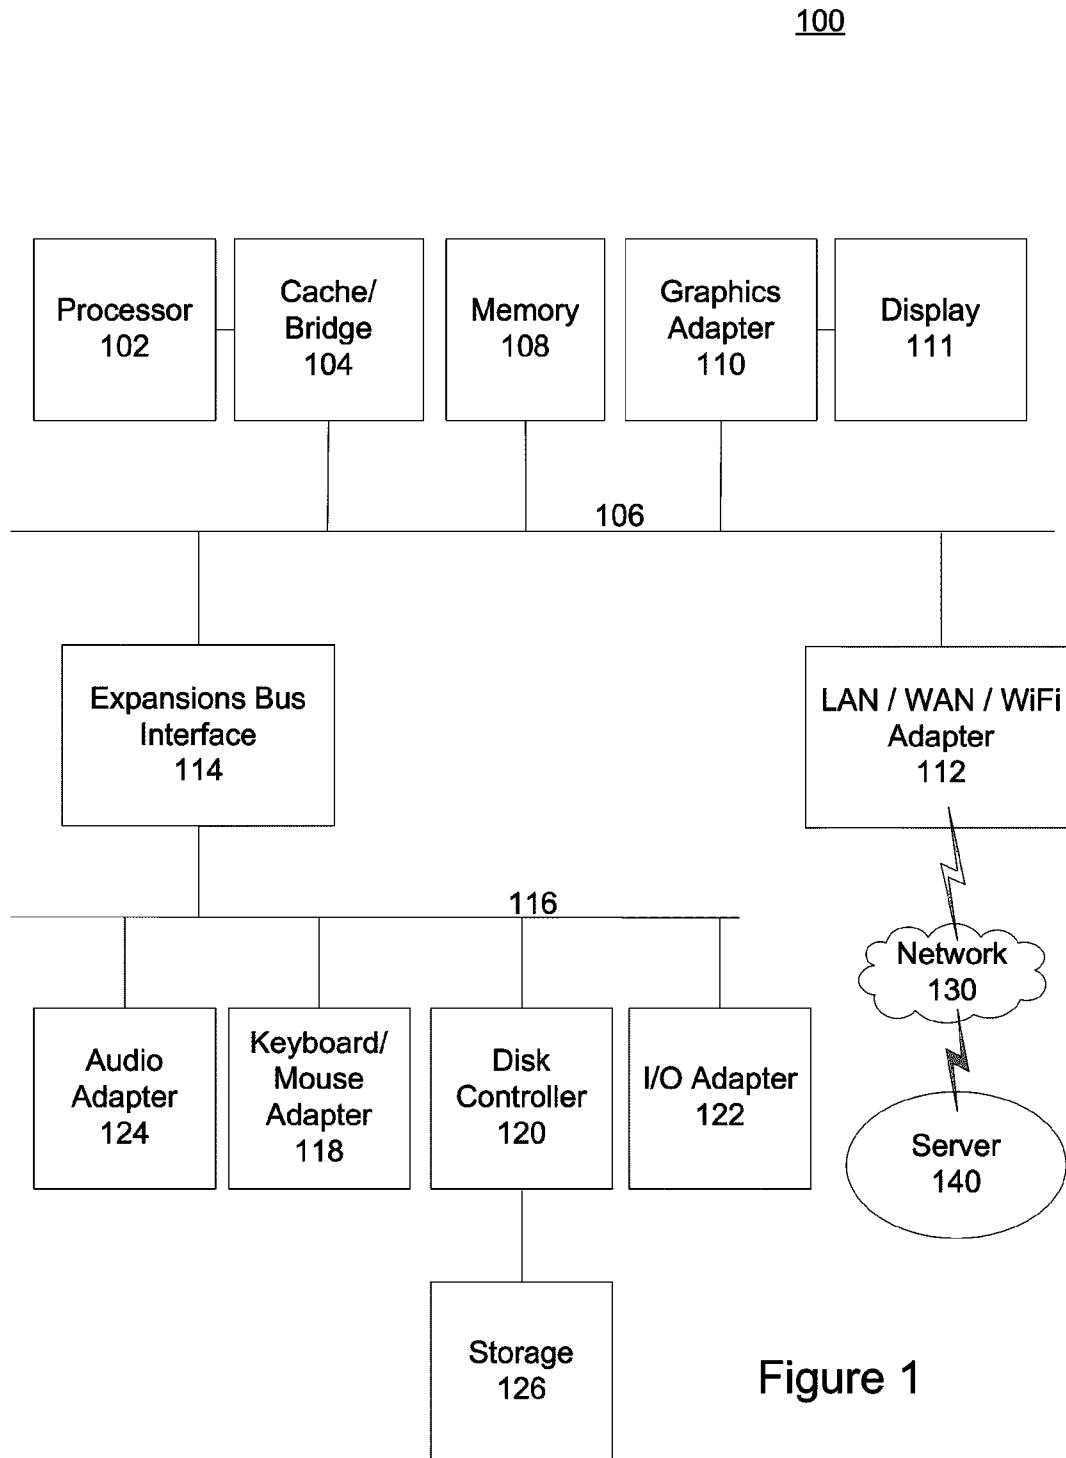 100
Processor
102
Cache/
Bridge
104
Memory
108
Graphics
Adapter
110
Display
111
106
Expansions Bus
Interface
114
LAN / WAN / WiFi
Adapter
112
116
Network
130
Audio
Adapter
124
Keyboard/
Mouse
Adapter
118
Disk
Controller
120
I/O Adapter
122
Server
140
Storage
126
Figure 1